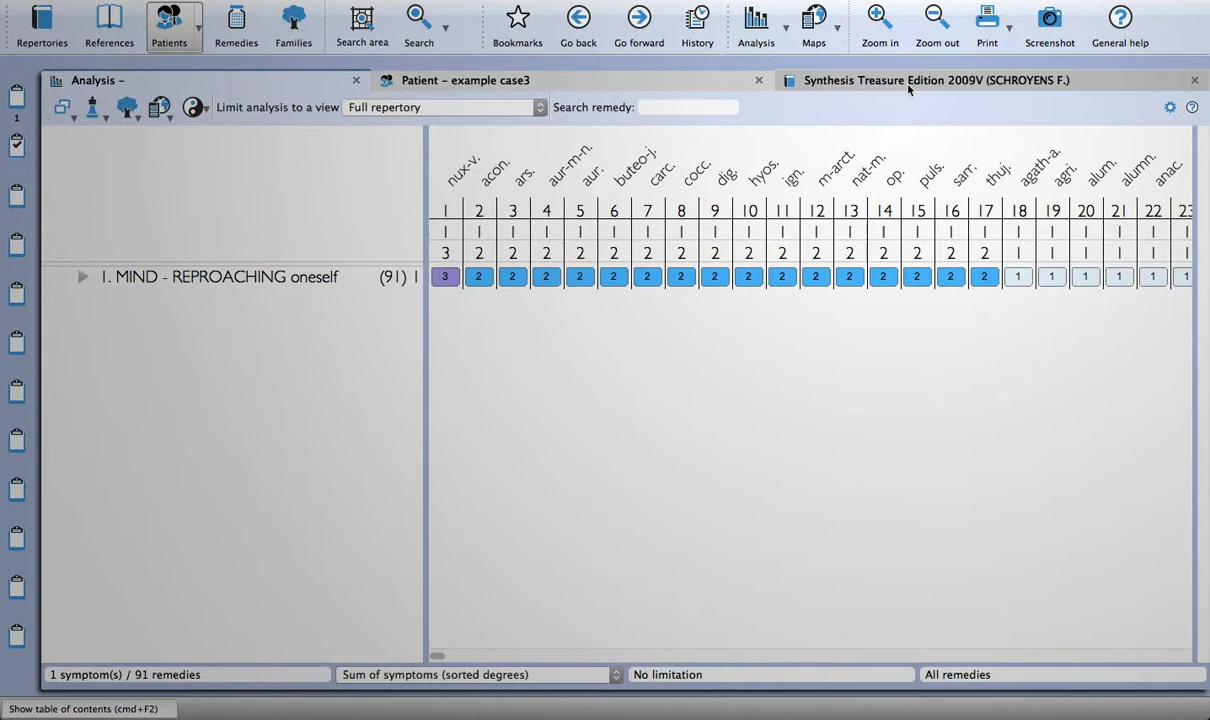 Repertories References Patients Remedies Families Search area Search Bookmarks Go back Go forward History Analysis Maps Zoom in Zoom out Print Screenshot General help
Analysis – Patient – example case3 Synthesis Treasure Edition 2009V (SCHROYENS F.)
Limit analysis to a view Full repertory Search remedy:
1
nux-v. acon. ars. aur-m-n. aur. buteo-j. carc. cocc. dig. hyos. ign. m-arct. nat-m. op. puls. sarr. thuj. agath-a. agri. alum. alumn. anac.
1 2 3 4 5 6 7 8 9 10 11 12 13 14 15 16 17 18 19 20 21 22 23
1 1 1 1 1 1 1 1 1 1 1 1 1 1 1 1 1 1 1 1 1 1 1
3 2 2 2 2 2 2 2 2 2 2 2 2 2 2 2 2 1 1 1 1 1 1
1. MIND - REPROACHING oneself (91) 1 3 2 2 2 2 2 2 2 2 2 2 2 2 2 2 2 2 1 1 1 1 1 1
1 symptom(s) / 91 remedies Sum of symptoms (sorted degrees) No limitation All remedies
Show table of contents (cmd+F2)